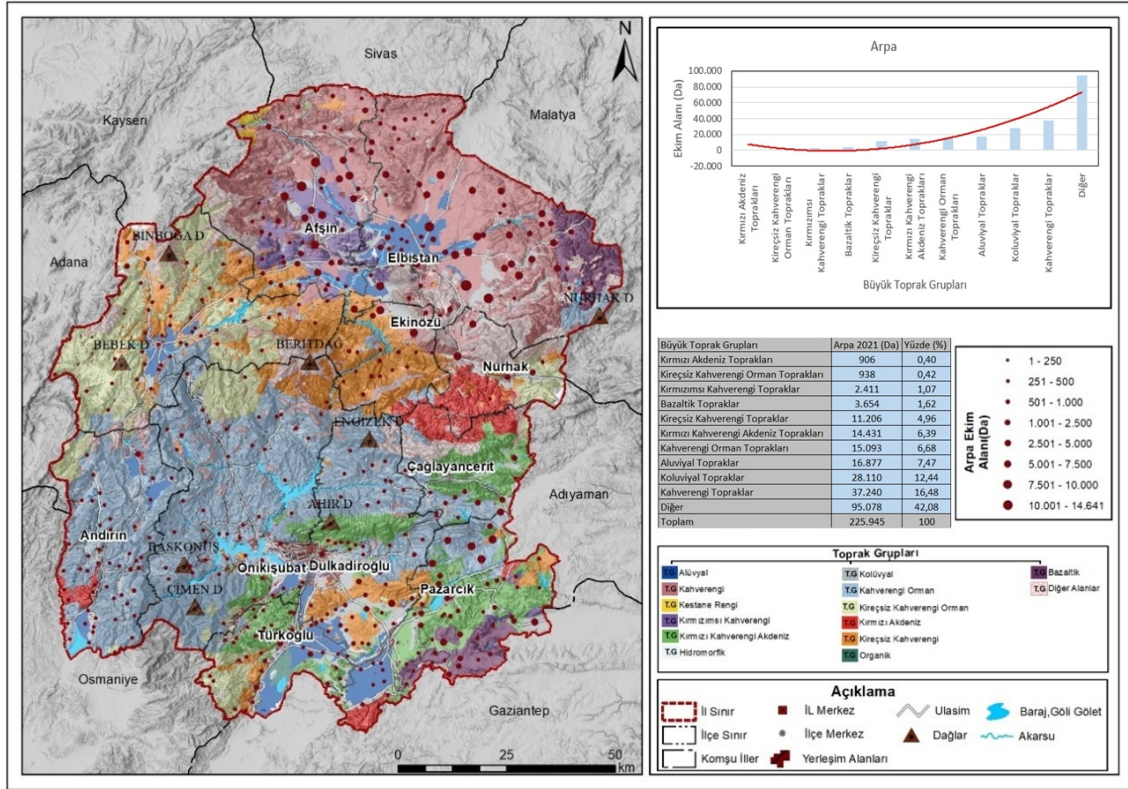 Sivas
Kayseri
Malatya
Adana
Afşin
BİNBOĞA D
Elbistan
NURHAK D
Ekinözü
BEBEK D
BERİTDAĞ
Nurhak
ENGİZEK D
Çağlayancerit
Adıyaman
AHIR D
Andırın
BAŞKONUŞ
Onikişubat
Dulkadiroğlu
ÇİMEN D
Pazarcık
Türkoğlu
Osmaniye
Gaziantep
N
0 25 50
km
Arpa
Ekim Alanı (Da)
100.000
80.000
60.000
40.000
20.000
0
-20.000
Kırmızı Akdeniz Toprakları
Kireçsiz Kahverengi Orman Toprakları
Kırmızımsı Kahverengi Topraklar
Bazaltik Topraklar
Kireçsiz Kahverengi Topraklar
Kırmızı Kahverengi Akdeniz Toprakları
Kahverengi Orman Toprakları
Aluviyal Topraklar
Koluviyal Topraklar
Kahverengi Topraklar
Diğer
Büyük Toprak Grupları
Büyük Toprak Grupları Arpa 2021 (Da) Yüzde (%)
Kırmızı Akdeniz Toprakları 906 0,40
Kireçsiz Kahverengi Orman Toprakları 938 0,42
Kırmızımsı Kahverengi Topraklar 2.411 1,07
Bazaltik Topraklar 3.654 1,62
Kireçsiz Kahverengi Topraklar 11.206 4,96
Kırmızı Kahverengi Akdeniz Toprakları 14.431 6,39
Kahverengi Orman Toprakları 15.093 6,68
Aluviyal Topraklar 16.877 7,47
Koluviyal Topraklar 28.110 12,44
Kahverengi Topraklar 37.240 16,48
Diğer 95.078 42,08
Toplam 225.945 100
Arpa Ekim
Alanı(Da)
1 - 250
251 - 500
501 - 1.000
1.001 - 2.500
2.501 - 5.000
5.001 - 7.500
7.501 - 10.000
10.001 - 14.641
Toprak Grupları
T.G Alüvyal
T.G Kahverengi
T.G Kestane Rengi
T.G Kırmızımsı Kahverengi
T.G Kırmızı Kahverengi Akdeniz
T.G Hidromorfik
T.G Kolüvyal
T.G Kahverengi Orman
T.G Kireçsiz Kahverengi Orman
T.G Kırmızı Akdeniz
T.G Kireçsiz Kahverengi
T.G Organik
T.G Bazaltik
T.G Diğer Alanlar
Açıklama
İl Sınır
İlçe Sınır
Komşu İller
İL Merkez
İlçe Merkez
Yerleşim Alanları
Ulasim
Dağlar
Baraj,Göli Gölet
Akarsu